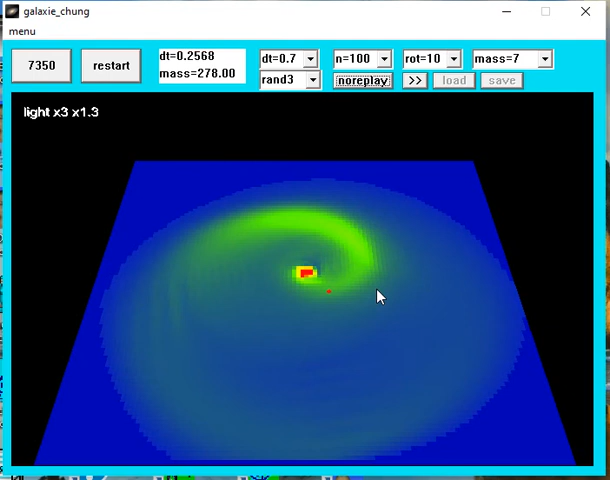 galaxie_chung
menu
7350
restart
dt=0.2568
mass=278.00
dt=0.7
n=100
rot=10
mass=7
rand3
noreplay
>>
load
save
light x3 x1.3